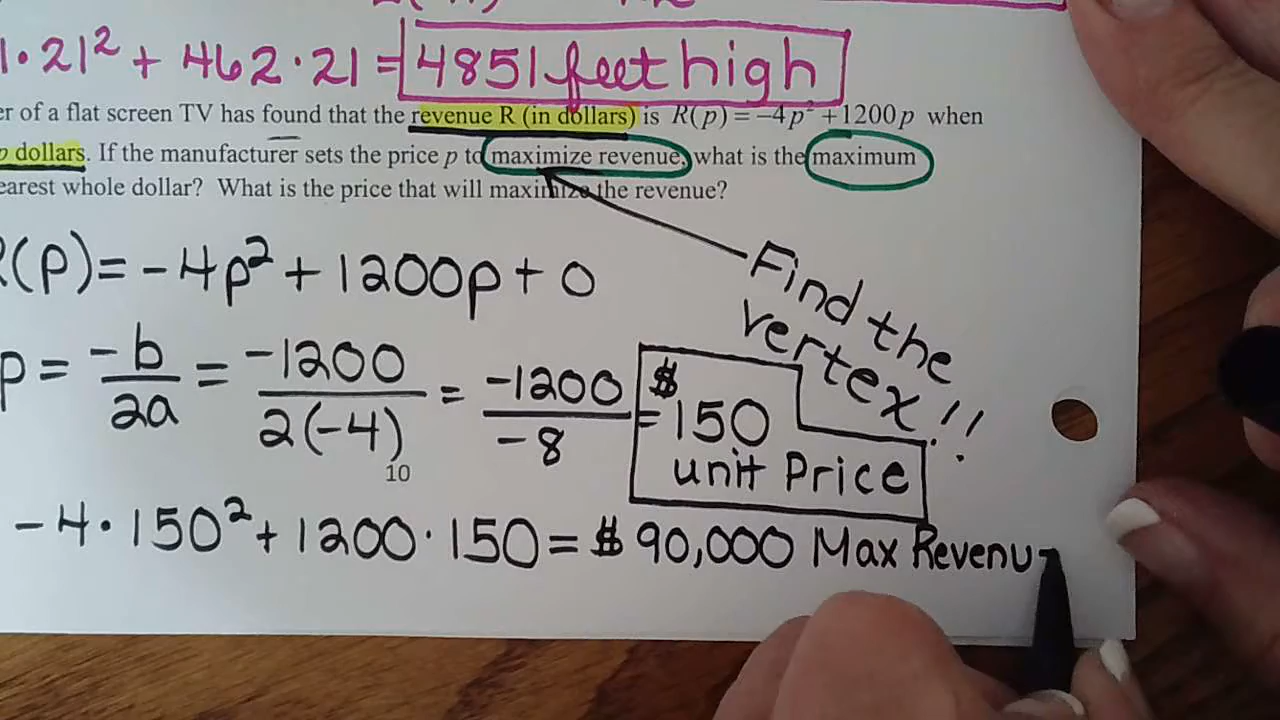 21² + 462·21 = 4851 feet high
of a flat screen TV has found that the revenue R (in dollars) is R(p) = −4p² + 1200p when
dollars. If the manufacturer sets the price p to maximize revenue, what is the maximum
nearest whole dollar? What is the price that will maximize the revenue?
R(p) = -4p² + 1200p + 0
Find the
vertex!!
p = -b/2a = -1200/2(-4) = -1200/-8 = $150
unit Price
10
-4·150² + 1200·150 = $90,000 Max Revenu